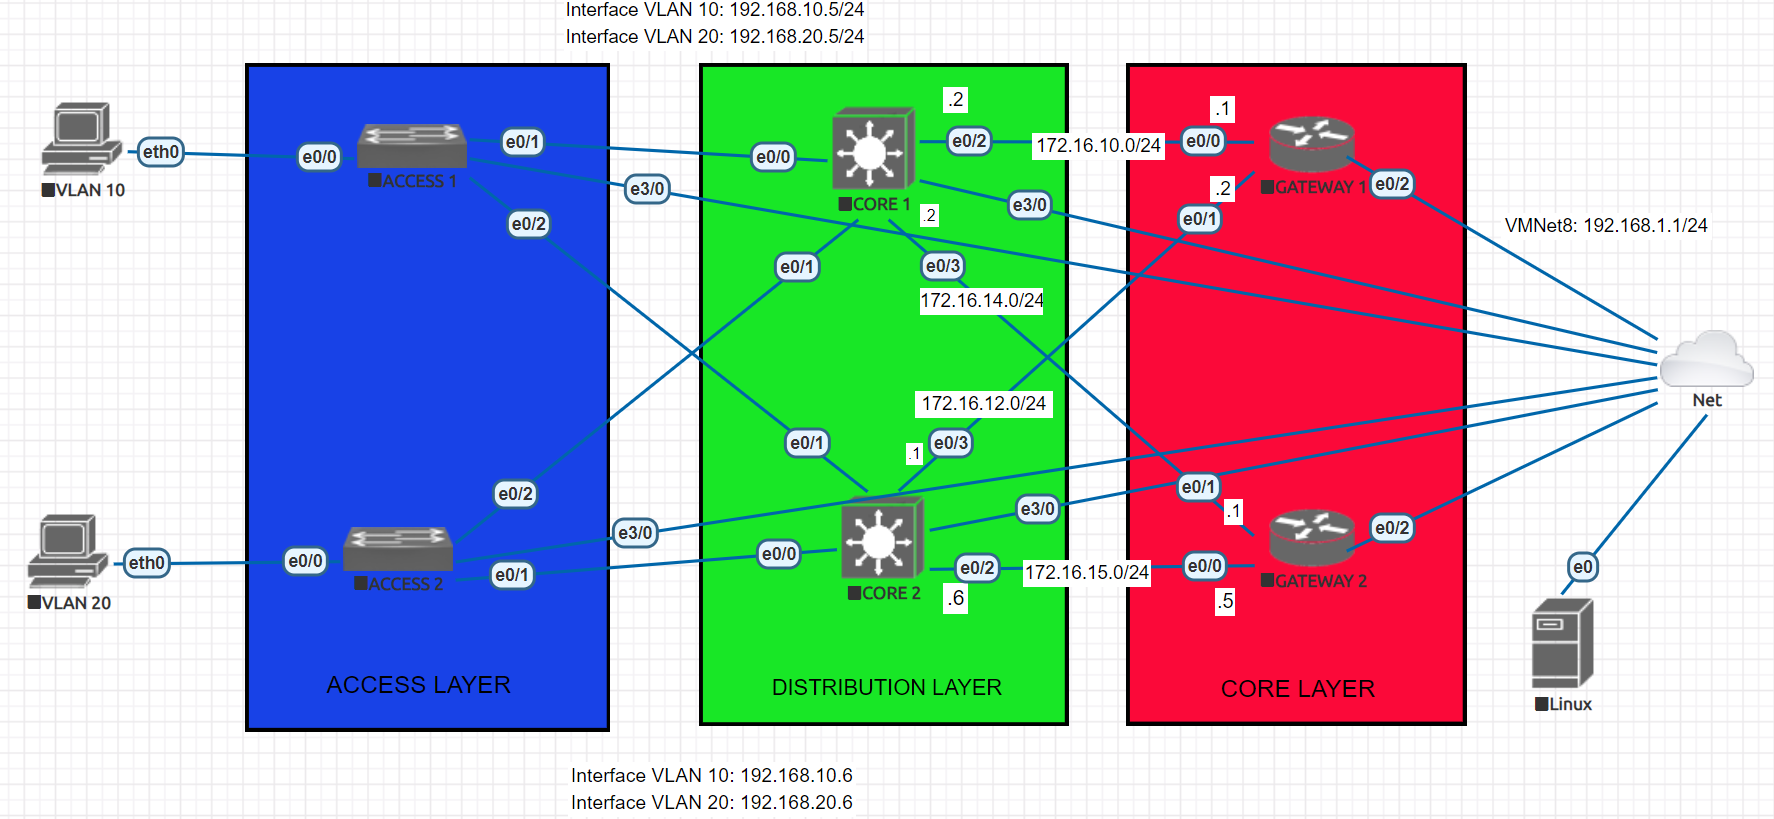 Interface VLAN 10: 192.168.10.5/24
Interface VLAN 20: 192.168.20.5/24
VLAN 10
eth0
e0/0
ACCESS 1
e0/1
e3/0
e0/2
e0/0
CORE 1
.2
e0/2
172.16.10.0/24
.1
e0/0
GATEWAY 1
e0/2
.2
e0/1
e3/0
.2
e0/1
e0/3
172.16.14.0/24
VMNet8: 192.168.1.1/24
Net
172.16.12.0/24
e0/1
.1
e0/3
VLAN 20
eth0
e0/0
ACCESS 2
e0/2
e3/0
e0/1
e0/0
CORE 2
e3/0
e0/2
.6
172.16.15.0/24
e0/1
.1
e0/0
.5
GATEWAY 2
e0/2
e0
Linux
ACCESS LAYER
DISTRIBUTION LAYER
CORE LAYER
Interface VLAN 10: 192.168.10.6
Interface VLAN 20: 192.168.20.6